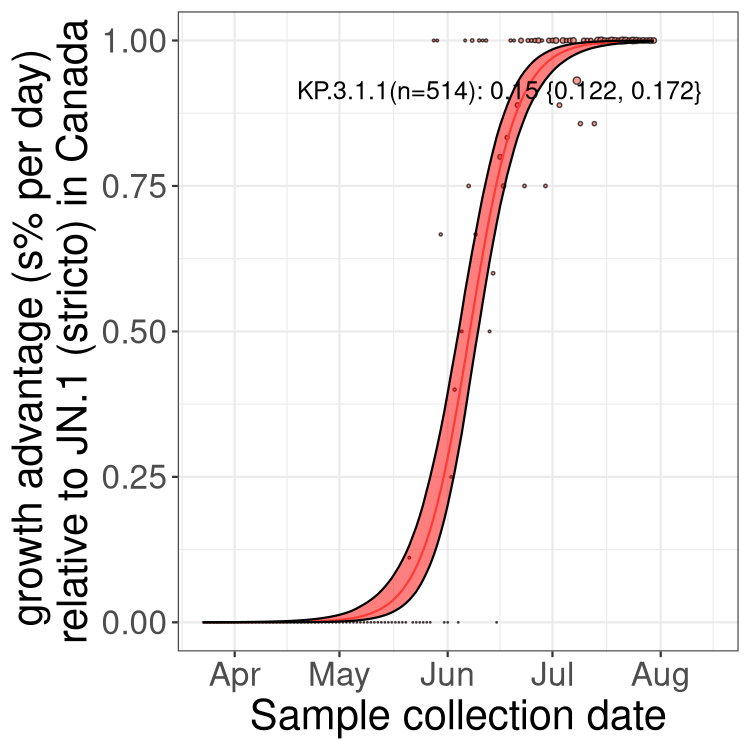 growth advantage (s% per day)
relative to JN.1 (stricto) in Canada
1.00
0.75
0.50
0.25
0.00
KP.3.1.1(n=514): 0.15 {0.122, 0.172}
Apr May Jun Jul Aug
Sample collection date